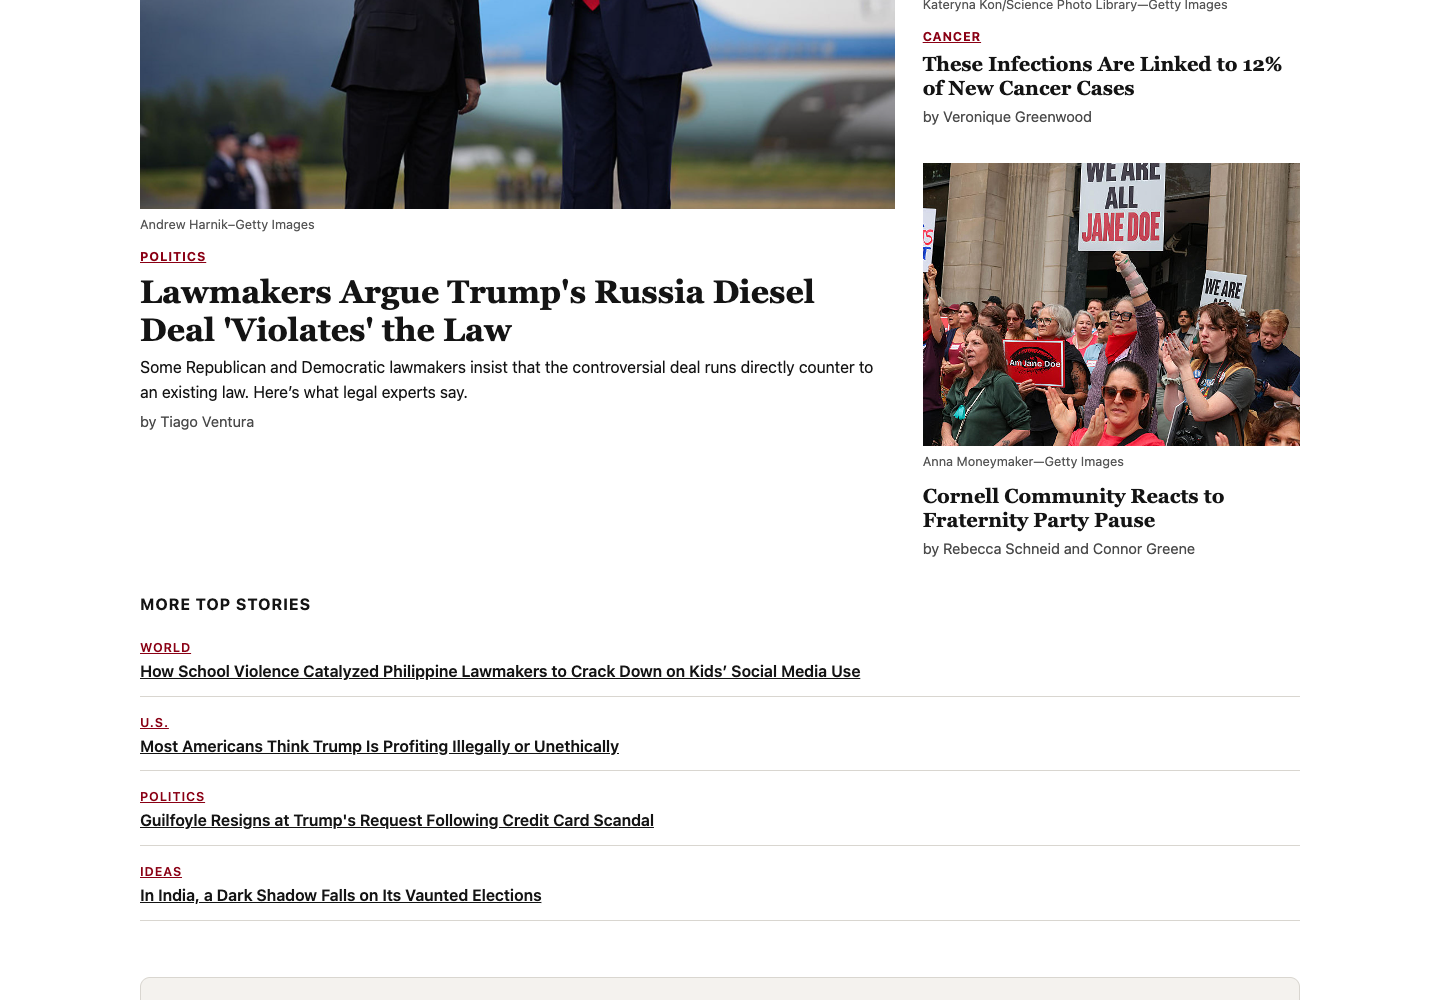 Andrew Harnik–Getty Images
POLITICS
Lawmakers Argue Trump's Russia Diesel
Deal 'Violates' the Law
Some Republican and Democratic lawmakers insist that the controversial deal runs directly counter to
an existing law. Here’s what legal experts say.
by Tiago Ventura
Kateryna Kon/Science Photo Library—Getty Images
CANCER
These Infections Are Linked to 12%
of New Cancer Cases
by Veronique Greenwood
WE ARE
ALL
JANE DOE
WE ARE
Am Jane Doe
Anna Moneymaker—Getty Images
Cornell Community Reacts to
Fraternity Party Pause
by Rebecca Schneid and Connor Greene
MORE TOP STORIES
WORLD
How School Violence Catalyzed Philippine Lawmakers to Crack Down on Kids’ Social Media Use
U.S.
Most Americans Think Trump Is Profiting Illegally or Unethically
POLITICS
Guilfoyle Resigns at Trump's Request Following Credit Card Scandal
IDEAS
In India, a Dark Shadow Falls on Its Vaunted Elections